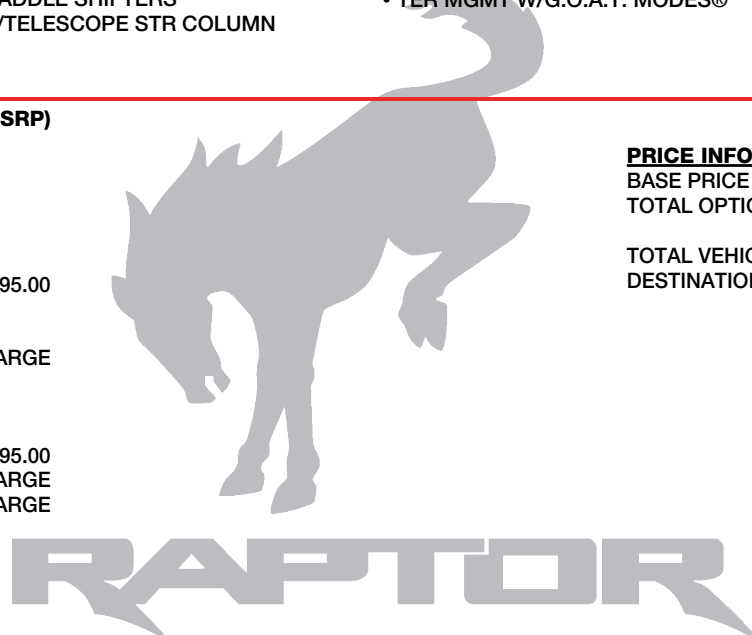 ADDLE SHIFTERS
/TELESCOPE STR COLUMN
• TER MGMT W/G.O.A.T. MODES®
SRP)
95.00
ARGE
95.00
ARGE
ARGE
PRICE INFO
BASE PRICE
TOTAL OPTIO
TOTAL VEHIC
DESTINATION
RAPTOR